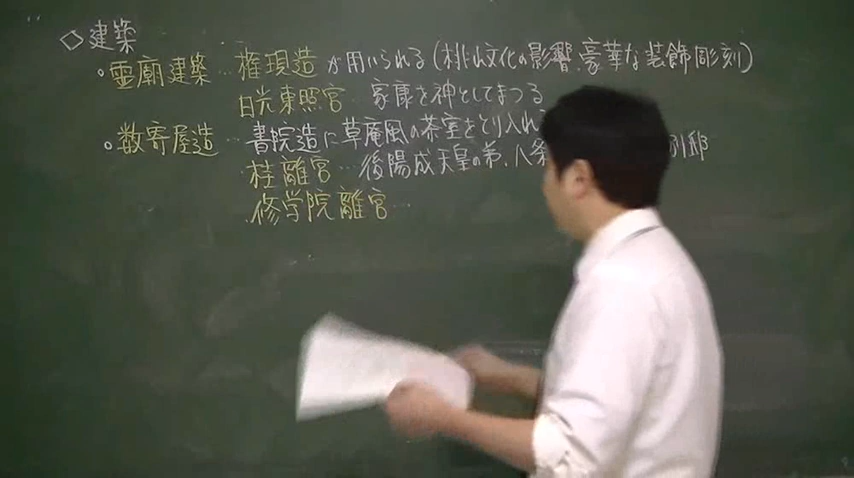 ◇建築
・霊廟建築…権現造が用いられる(桃山文化の影響、豪華な装飾彫刻)
日光東照宮 家康を神としてまつる
・数寄屋造…書院造に草庵風の茶室をとり入れ
・桂離宮…後陽成天皇の弟、八条 別邸
・修学院離宮…